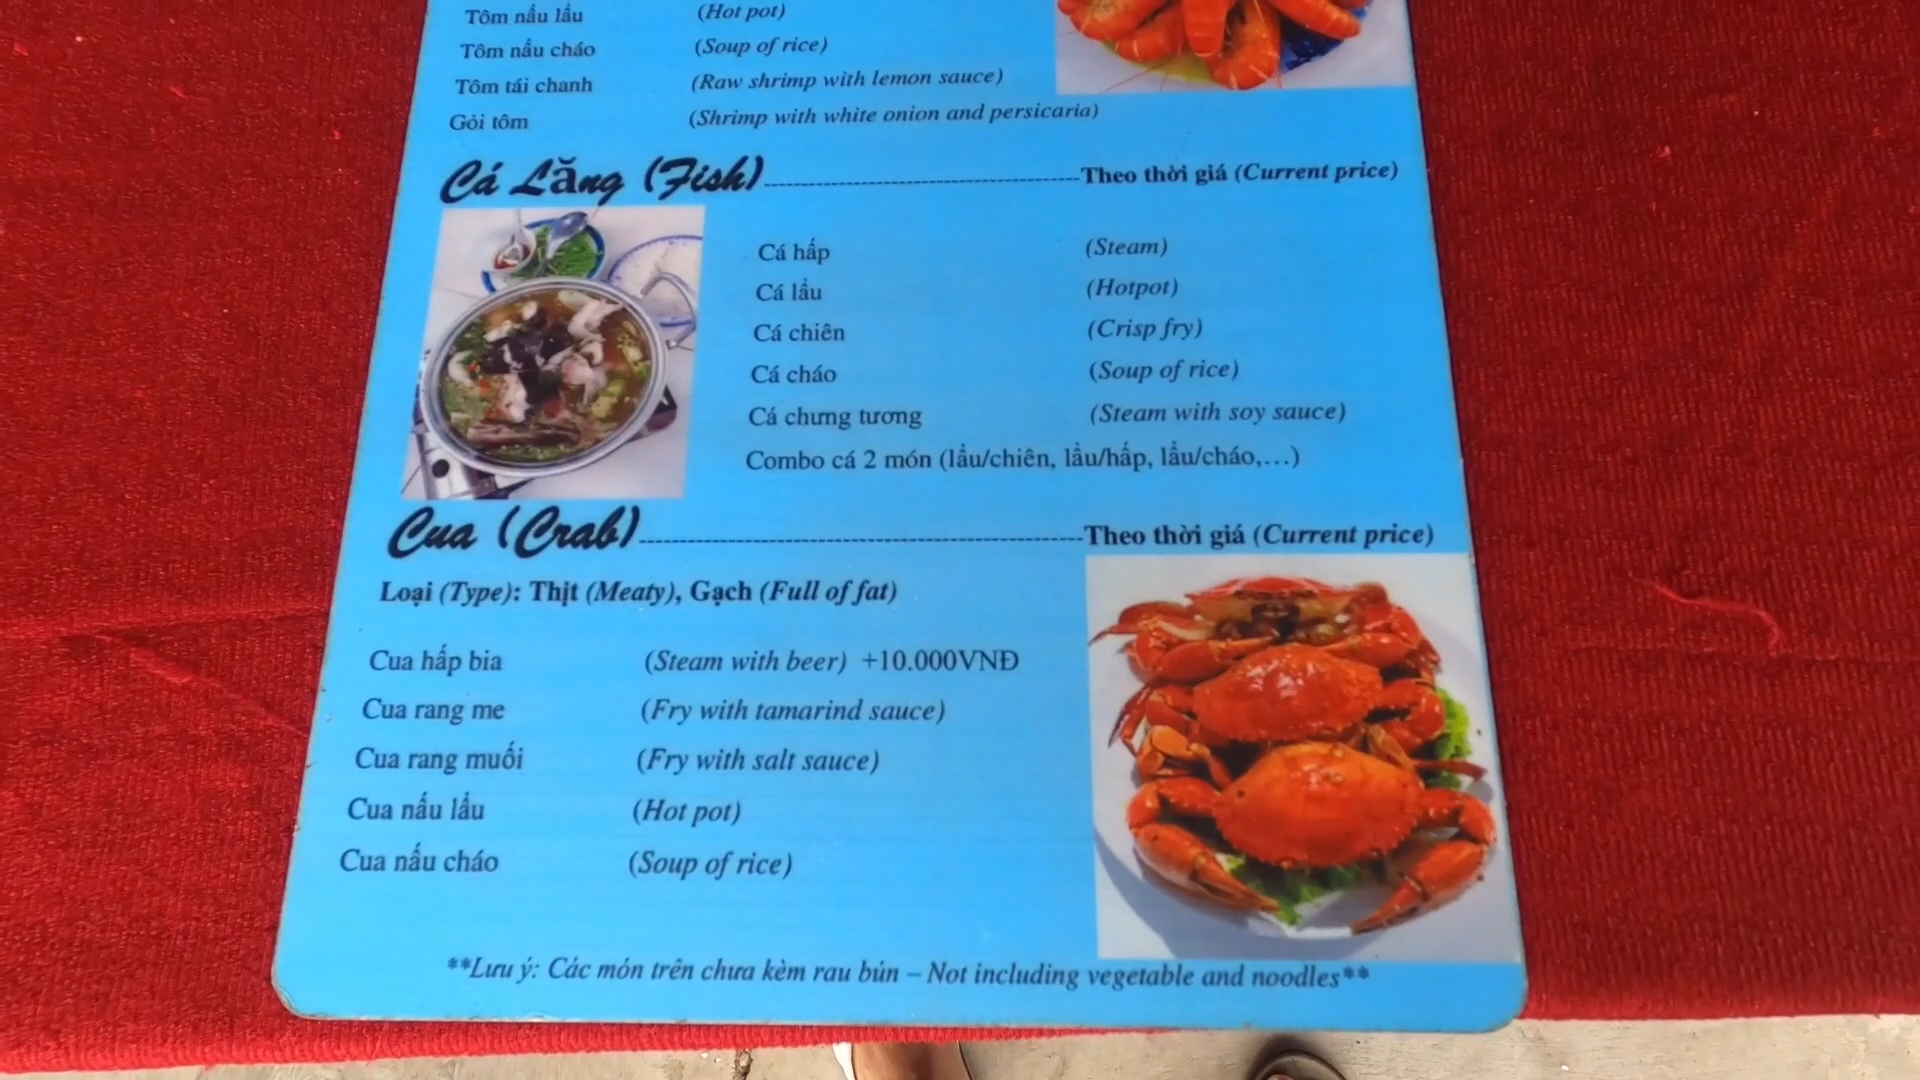 Tôm nấu lẩu (Hot pot)
Tôm nấu cháo (Soup of rice)
Tôm tái chanh (Raw shrimp with lemon sauce)
Gỏi tôm (Shrimp with white onion and persicaria)
Cá Lăng (Fish) Theo thời giá (Current price)
Cá hấp (Steam)
Cá lẩu (Hotpot)
Cá chiên (Crisp fry)
Cá cháo (Soup of rice)
Cá chưng tương (Steam with soy sauce)
Combo cá 2 món (lẩu/chiên, lẩu/hấp, lẩu/cháo,…)
Cua (Crab) Theo thời giá (Current price)
Loại (Type): Thịt (Meaty), Gạch (Full of fat)
Cua hấp bia (Steam with beer) +10.000VNĐ
Cua rang me (Fry with tamarind sauce)
Cua rang muối (Fry with salt sauce)
Cua nấu lẩu (Hot pot)
Cua nấu cháo (Soup of rice)
**Lưu ý: Các món trên chưa kèm rau bún – Not including vegetable and noodles**